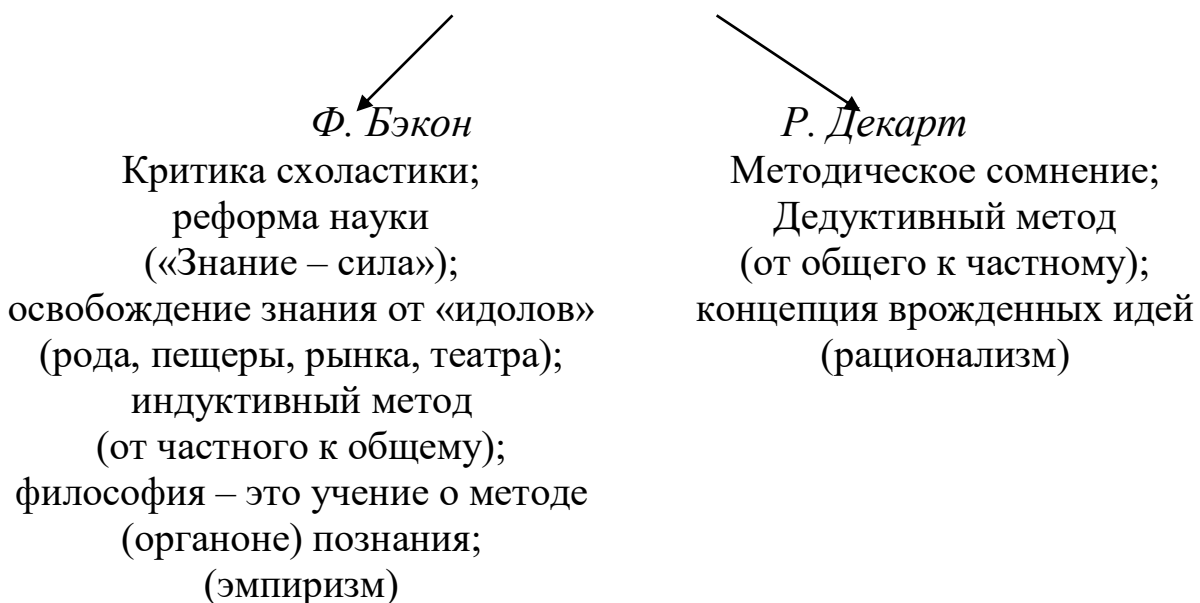 Ф. Бэкон
Критика схоластики;
реформа науки
(«Знание – сила»);
освобождение знания от «идолов»
(рода, пещеры, рынка, театра);
индуктивный метод
(от частного к общему);
философия – это учение о методе
(органоне) познания;
(эмпиризм)
Р. Декарт
Методическое сомнение;
Дедуктивный метод
(от общего к частному);
концепция врожденных идей
(рационализм)